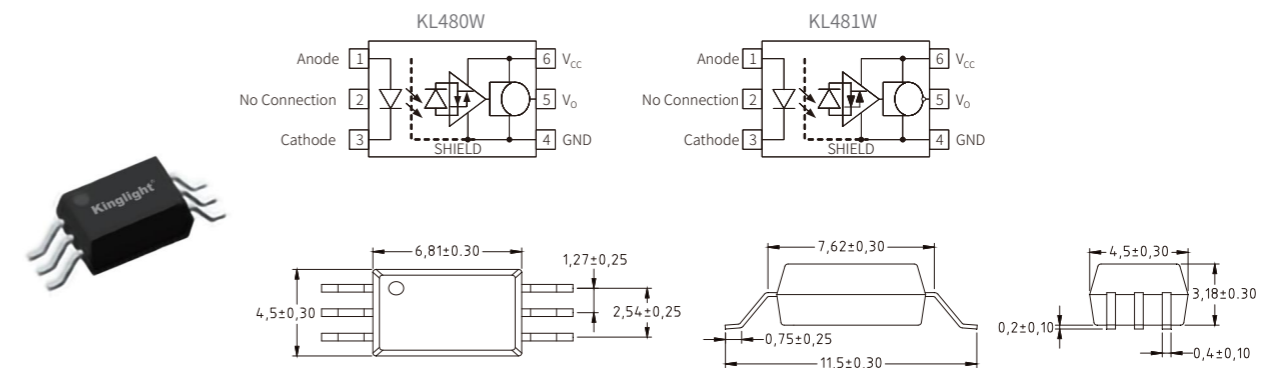 KL480W
KL481W
Anode 1
6 VCC
No Connection 2
5 VO
Cathode 3
4 GND
SHIELD
Anode 1
6 VCC
No Connection 2
5 VO
Cathode 3
4 GND
SHIELD
Kinglight
6,81±0.30
1,27±0,25
4,5±0,30
2,54±0,25
7,62±0,30
0,75±0,25
11.5±0.30
4,5±0,30
3,18±0.30
0,2±0,10
0,4±0,10